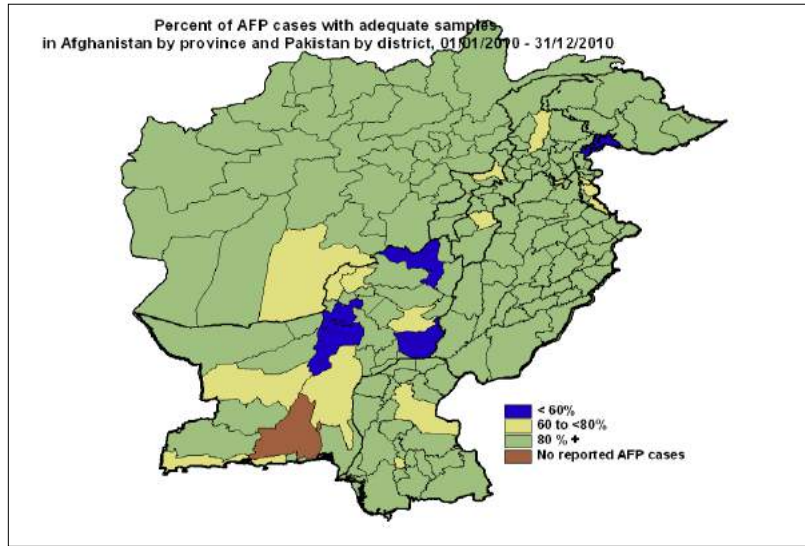 Percent of AFP cases with adequate samples
in Afghanistan by province and Pakistan by district, 01/01/2010 - 31/12/2010
< 60%
60 to <80%
80 % +
No reported AFP cases